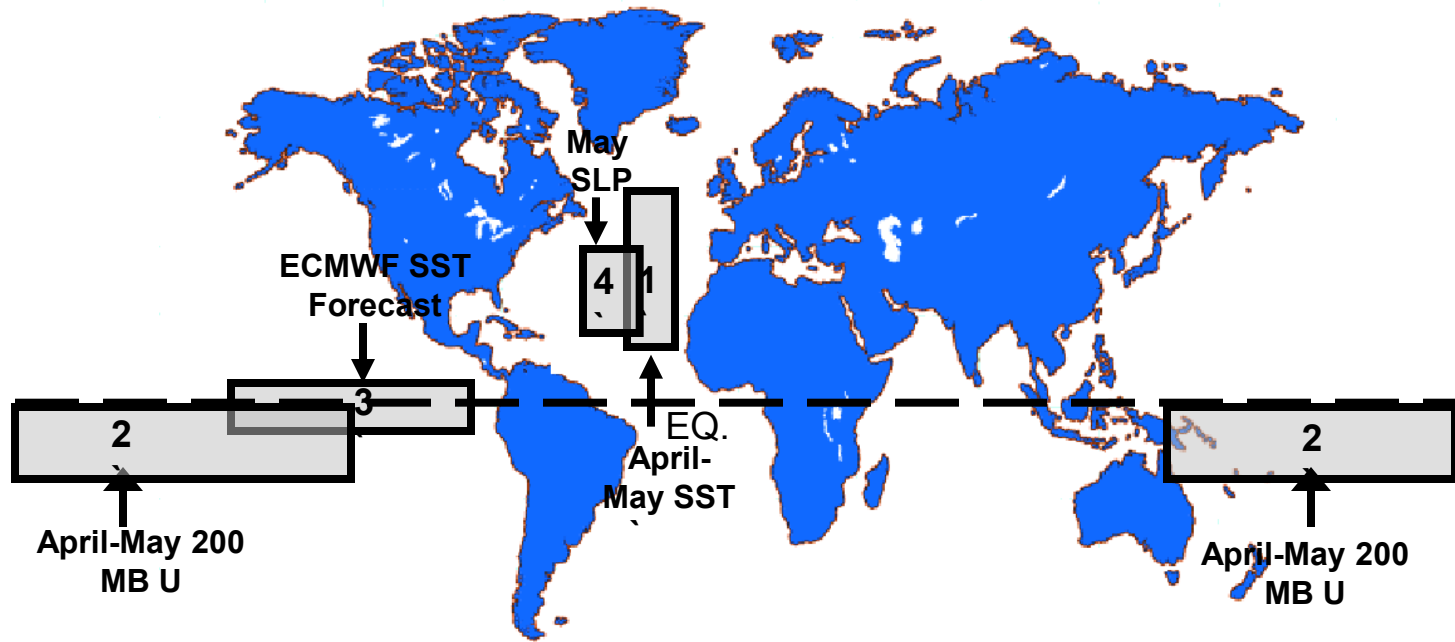 May
SLP
ECMWF SST
Forecast
4
1
3
2
2
EQ.
April-
May SST
April-May 200
MB U
April-May 200
MB U